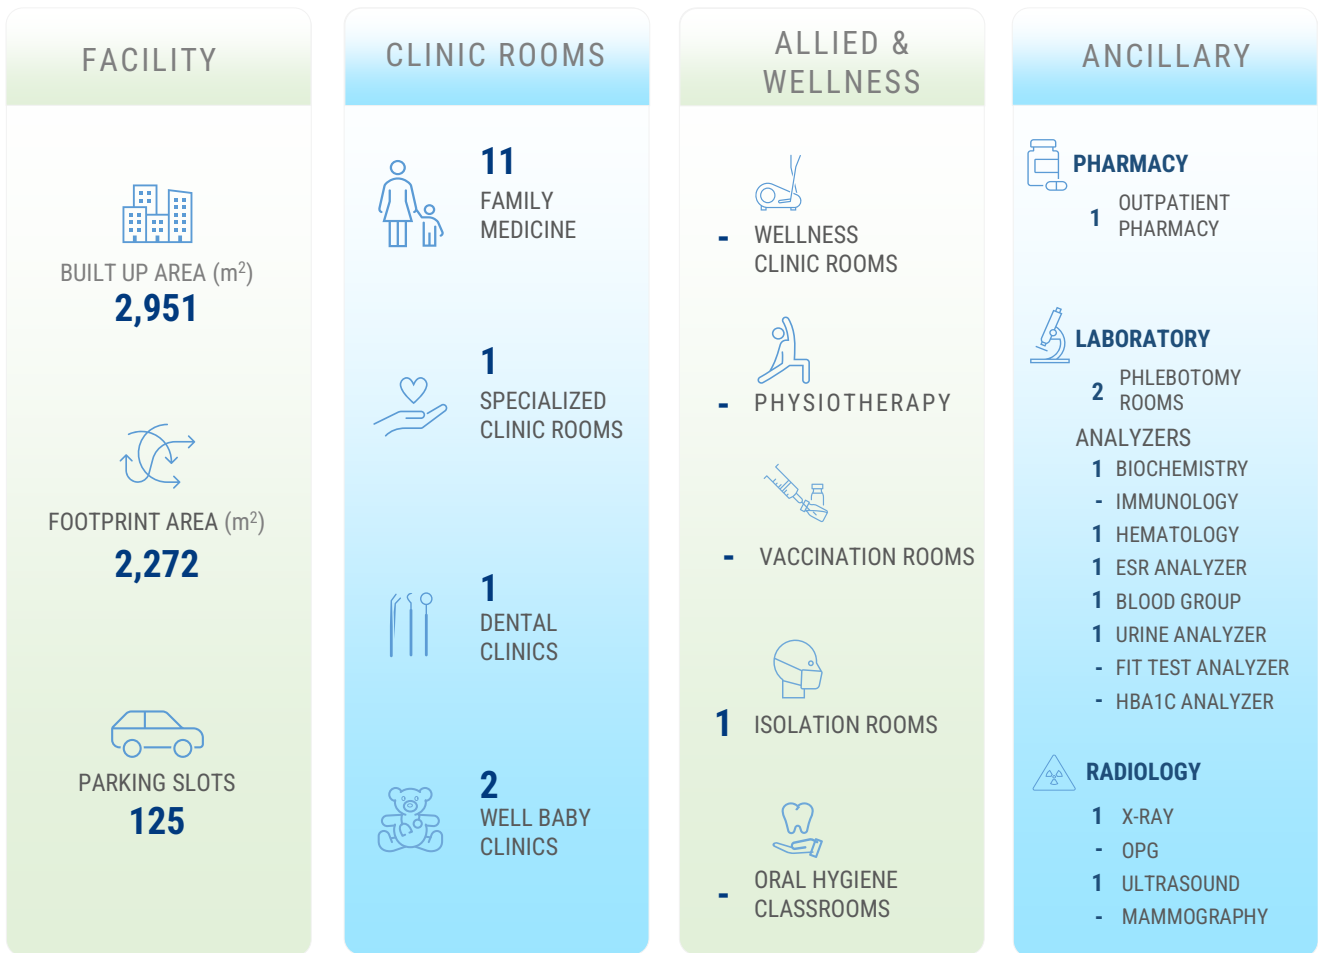 FACILITY
BUILT UP AREA (m²)
2,951
FOOTPRINT AREA (m²)
2,272
PARKING SLOTS
125
CLINIC ROOMS
11
FAMILY
MEDICINE
1
SPECIALIZED
CLINIC ROOMS
1
DENTAL
CLINICS
2
WELL BABY
CLINICS
ALLIED &
WELLNESS
- WELLNESS
CLINIC ROOMS
- PHYSIOTHERAPY
- VACCINATION ROOMS
1 ISOLATION ROOMS
- ORAL HYGIENE
CLASSROOMS
ANCILLARY
PHARMACY
1 OUTPATIENT
PHARMACY
LABORATORY
2 PHLEBOTOMY
ROOMS
ANALYZERS
1 BIOCHEMISTRY
- IMMUNOLOGY
1 HEMATOLOGY
1 ESR ANALYZER
1 BLOOD GROUP
1 URINE ANALYZER
- FIT TEST ANALYZER
- HBA1C ANALYZER
RADIOLOGY
1 X-RAY
- OPG
1 ULTRASOUND
- MAMMOGRAPHY